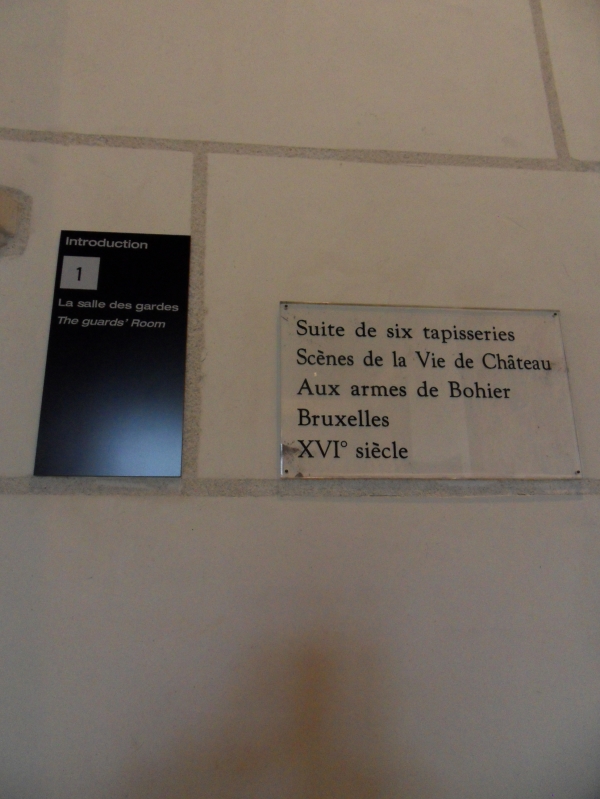 Introduction
1
La salle des gardes
The guards' Room
Suite de six tapisseries
Scènes de la Vie de Château
Aux armes de Bohier
Bruxelles
XVI° siècle